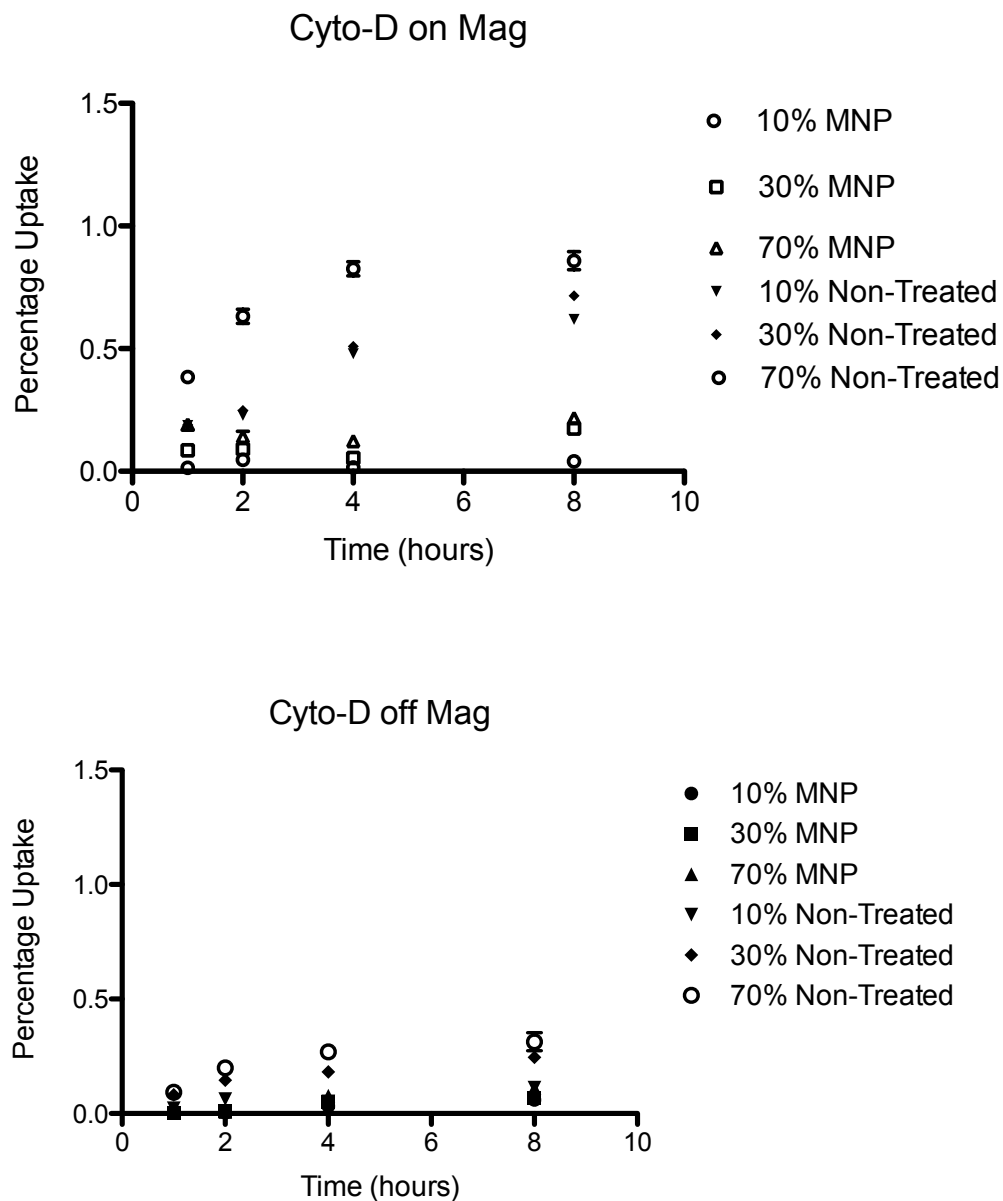 Cyto-D on Mag
1.5
1.0
0.5
0.0
Percentage Uptake
0 2 4 6 8 10
Time (hours)
10% MNP
30% MNP
70% MNP
10% Non-Treated
30% Non-Treated
70% Non-Treated
Cyto-D off Mag
1.5
1.0
0.5
0.0
Percentage Uptake
0 2 4 6 8 10
Time (hours)
10% MNP
30% MNP
70% MNP
10% Non-Treated
30% Non-Treated
70% Non-Treated